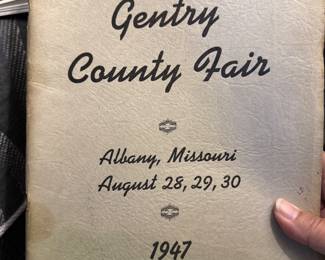 Gentry
County Fair
Albany, Missouri
August 28, 29, 30
1947